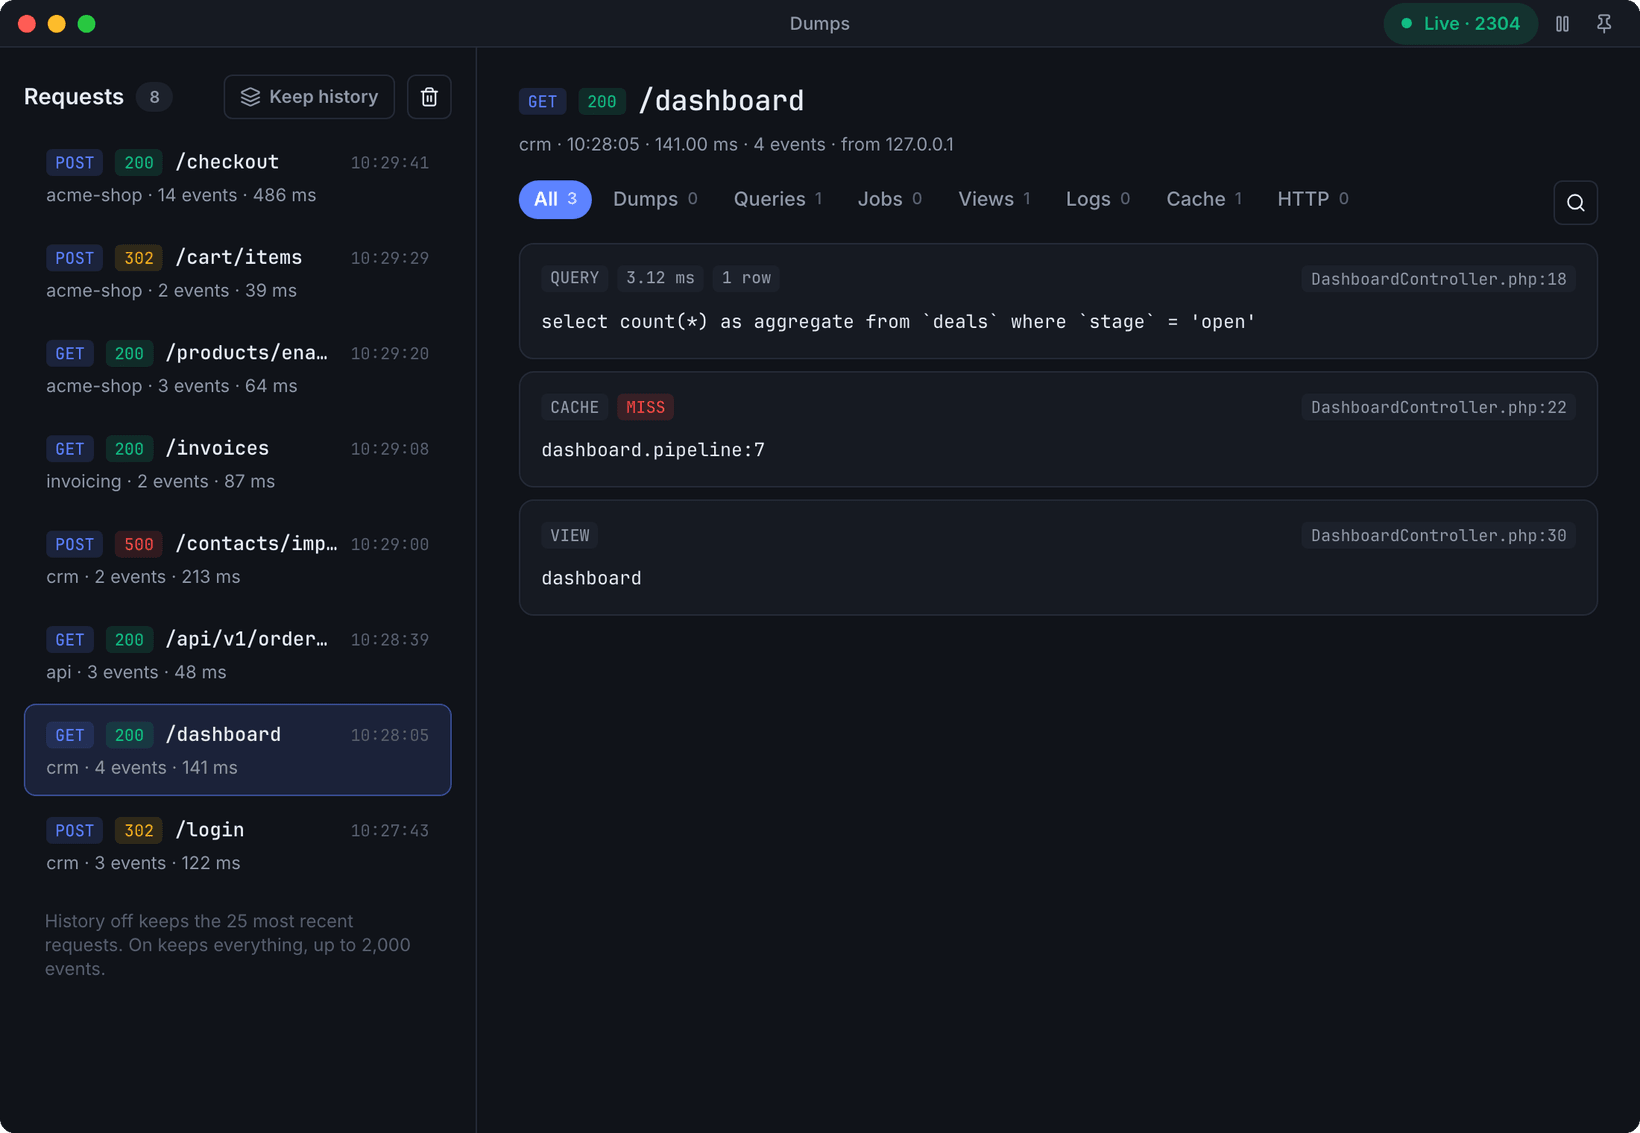 Dumps
Live · 2304
Requests 8
Keep history
POST 200 /checkout 10:29:41
acme-shop · 14 events · 486 ms
POST 302 /cart/items 10:29:29
acme-shop · 2 events · 39 ms
GET 200 /products/ena… 10:29:20
acme-shop · 3 events · 64 ms
GET 200 /invoices 10:29:08
invoicing · 2 events · 87 ms
POST 500 /contacts/imp… 10:29:00
crm · 2 events · 213 ms
GET 200 /api/v1/order… 10:28:39
api · 3 events · 48 ms
GET 200 /dashboard 10:28:05
crm · 4 events · 141 ms
POST 302 /login 10:27:43
crm · 3 events · 122 ms
History off keeps the 25 most recent
requests. On keeps everything, up to 2,000
events.
GET 200 /dashboard
crm · 10:28:05 · 141.00 ms · 4 events · from 127.0.0.1
All 3 Dumps 0 Queries 1 Jobs 0 Views 1 Logs 0 Cache 1 HTTP 0
QUERY 3.12 ms 1 row DashboardController.php:18
select count(*) as aggregate from `deals` where `stage` = 'open'
CACHE MISS DashboardController.php:22
dashboard.pipeline:7
VIEW DashboardController.php:30
dashboard